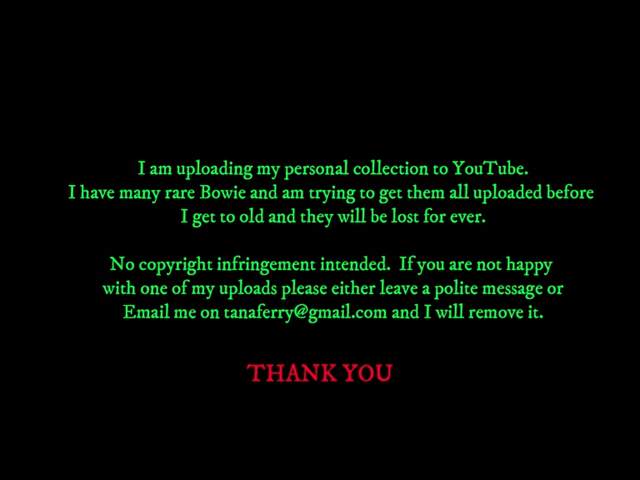 I am uploading my personal collection to YouTube.
I have many rare Bowie and am trying to get them all uploaded before
I get to old and they will be lost for ever.
No copyright infringement intended.  If you are not happy
with one of my uploads please either leave a polite message or
Email me on tanaferry@gmail.com and I will remove it.
THANK YOU